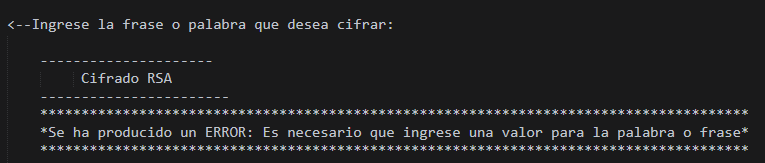 <--Ingrese la frase o palabra que desea cifrar:
---------------------
Cifrado RSA
-----------------------
**************************************************************************************
*Se ha producido un ERROR: Es necesario que ingrese una valor para la palabra o frase*
**************************************************************************************